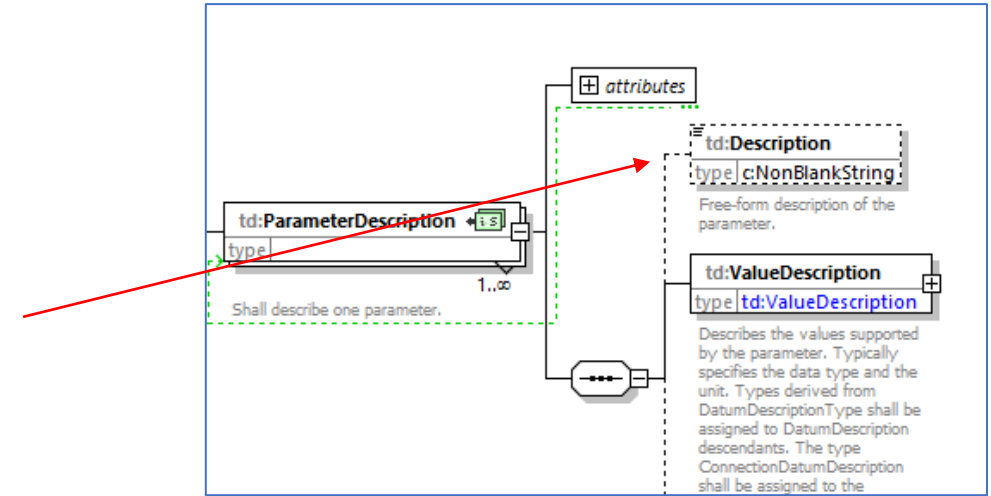 attributes
td:Description
type c:NonBlankString
Free-form description of the
parameter.
td:ParameterDescription
type
1..∞
Shall describe one parameter.
td:ValueDescription
type td:ValueDescription
Describes the values supported
by the parameter. Typically
specifies the data type and the
unit. Types derived from
DatumDescriptionType shall be
assigned to DatumDescription
descendants. The type
ConnectionDatumDescription
shall be assigned to the